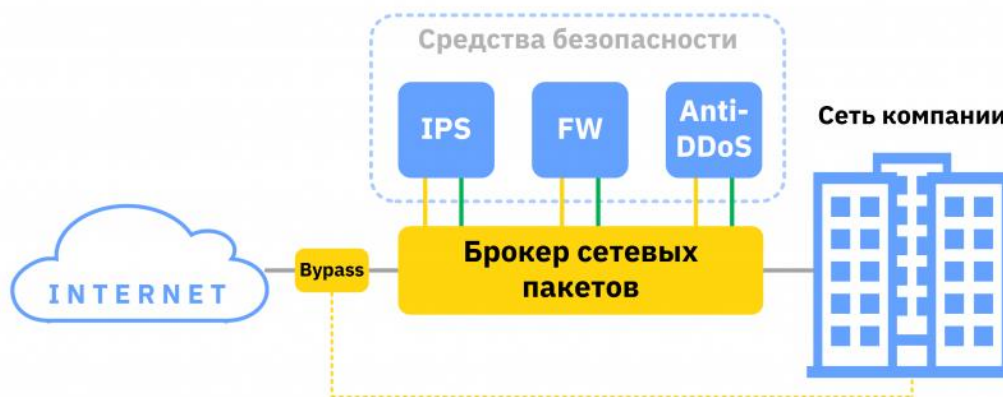 Средства безопасности
IPS
FW
Anti-
DDoS
Сеть компании
INTERNET
Bypass
Брокер сетевых
пакетов